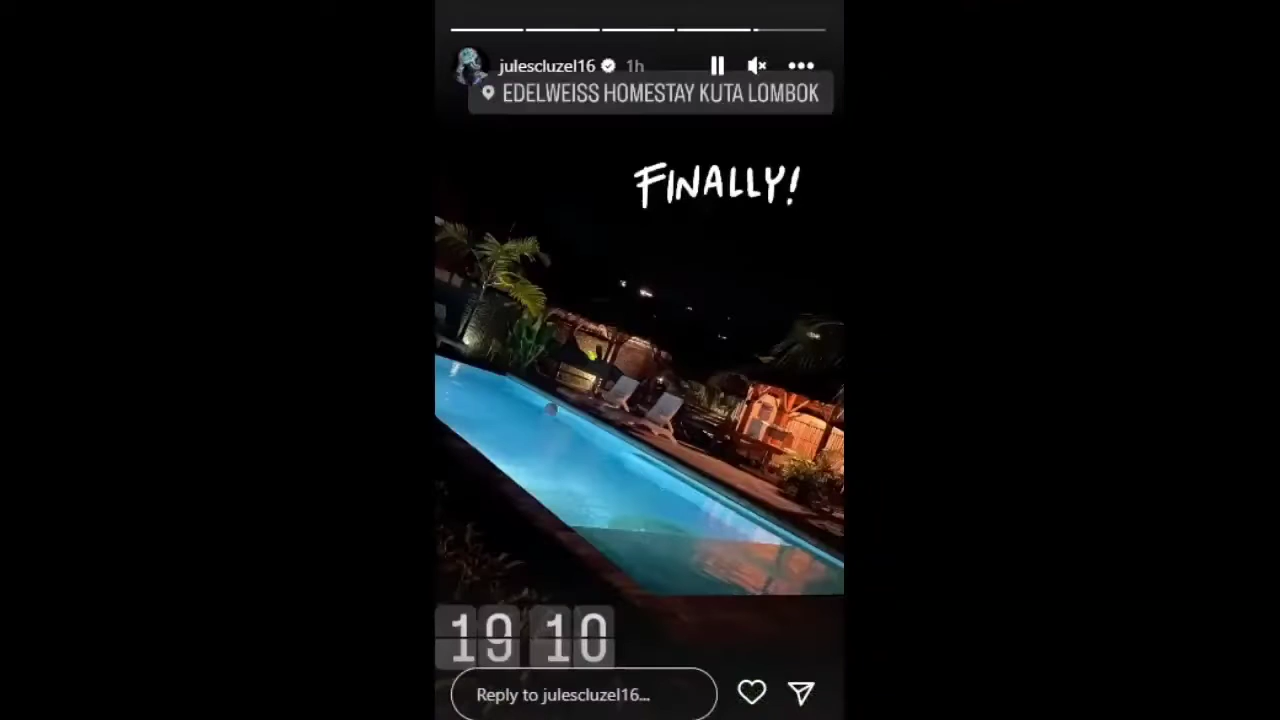 julescluzel16 1h
EDELWEISS HOMESTAY KUTA LOMBOK
FINALLY!
19 10
Reply to julescluzel16...